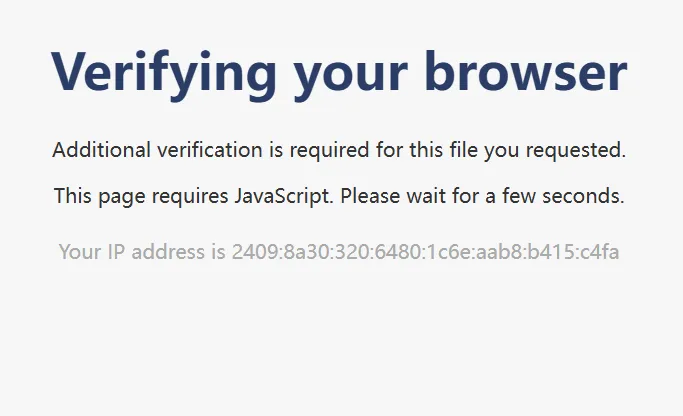 Verifying your browser
Additional verification is required for this file you requested.
This page requires JavaScript. Please wait for a few seconds.
Your IP address is 2409:8a30:320:6480:1c6e:aab8:b415:c4fa